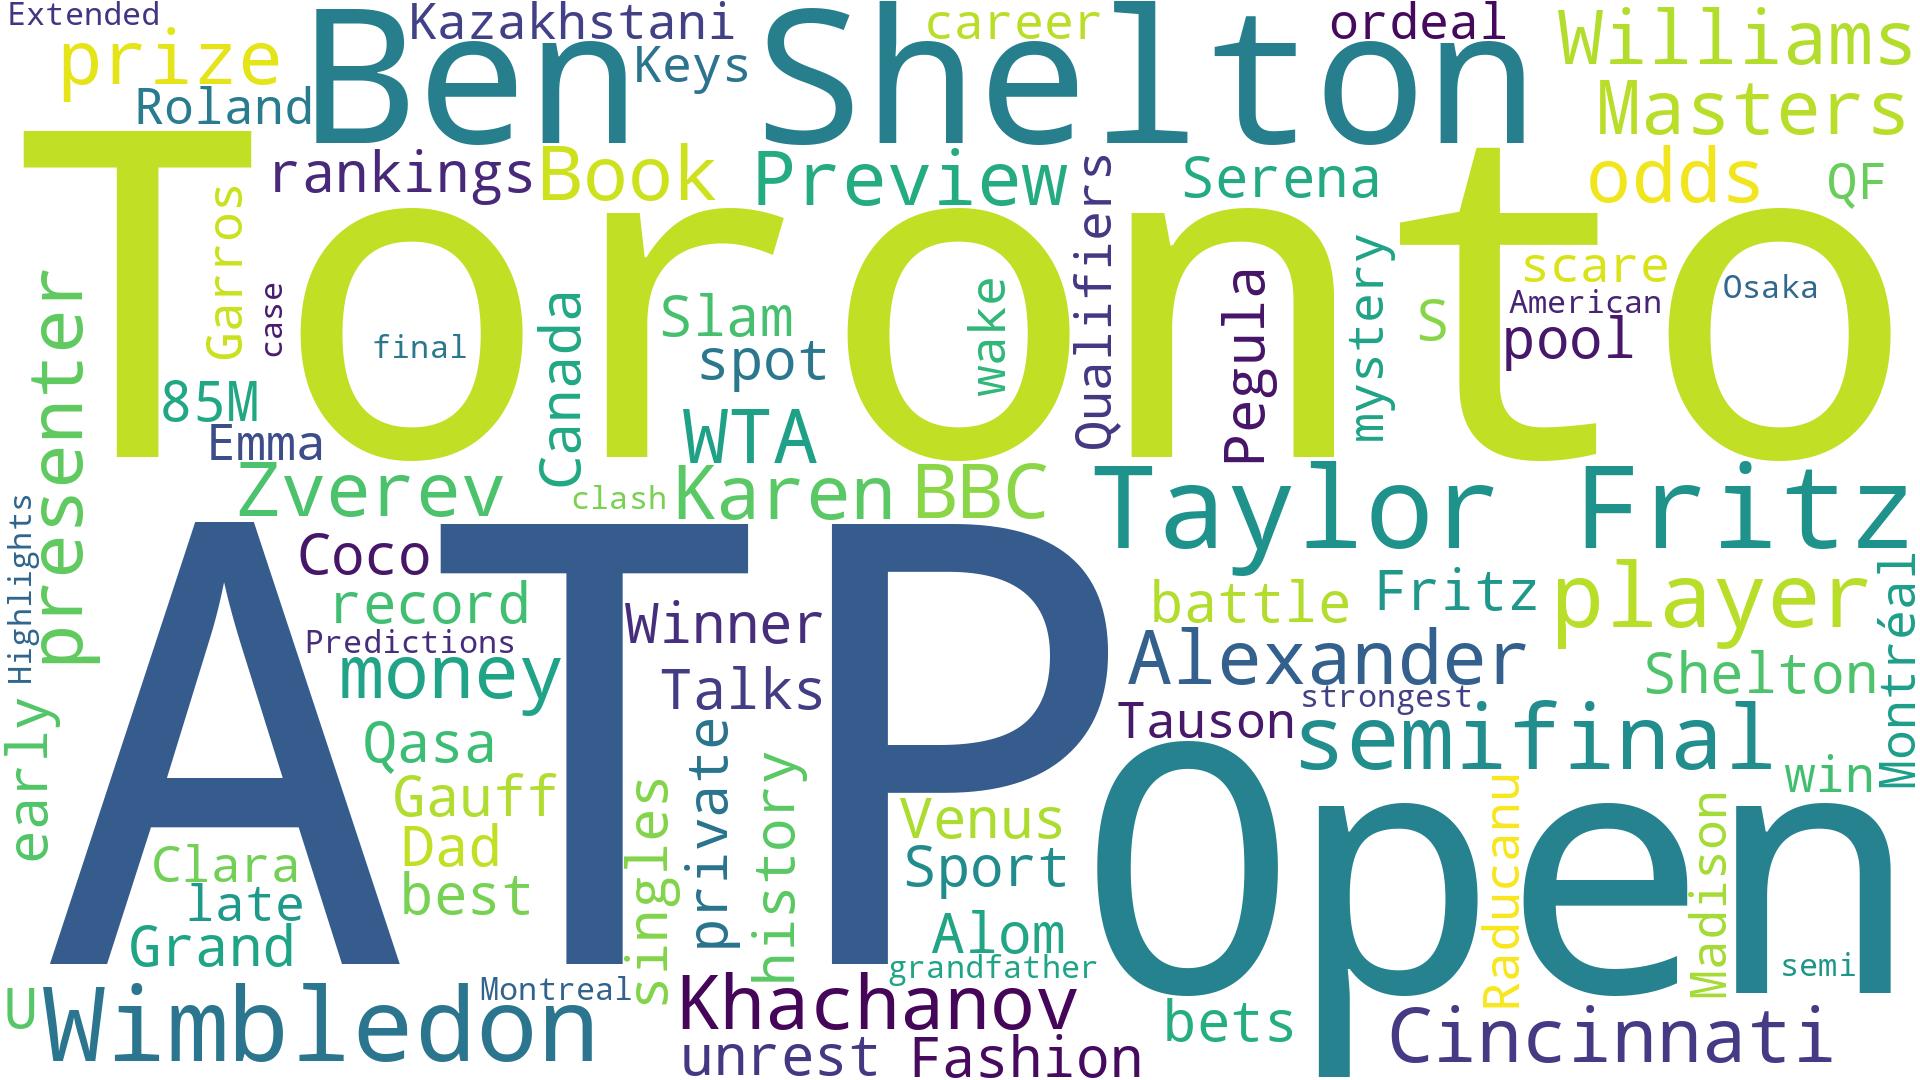 Extended
Kazakhstani
career
ordeal
Williams
prize
Ben Shelton
Keys
Roland
Masters
rankings
Book
Preview
Serena
odds
QF
Toronto
Garros
Qualifiers
mystery
scare
presenter
case
final
Canada
Slam
spot
wake
Pegula
S
American
Osaka
pool
85M
Emma
WTA
Zverev
clash
Karen
BBC
Taylor Fritz
Highlights
ATP
Coco
record
Predictions
money
Winner
Talks
battle
Fritz
player
Montréal
Alexander
Shelton
strongest
Tauson
semifinal
early
Qasa
private
history
win
Gauff
singles
Venus
Open
Raducanu
Madison
Dad
Clara
best
Sport
late
Grand
Alom
grandfather
semi
U
Wimbledon
Montreal
Khachanov
bets
Cincinnati
unrest
Fashion